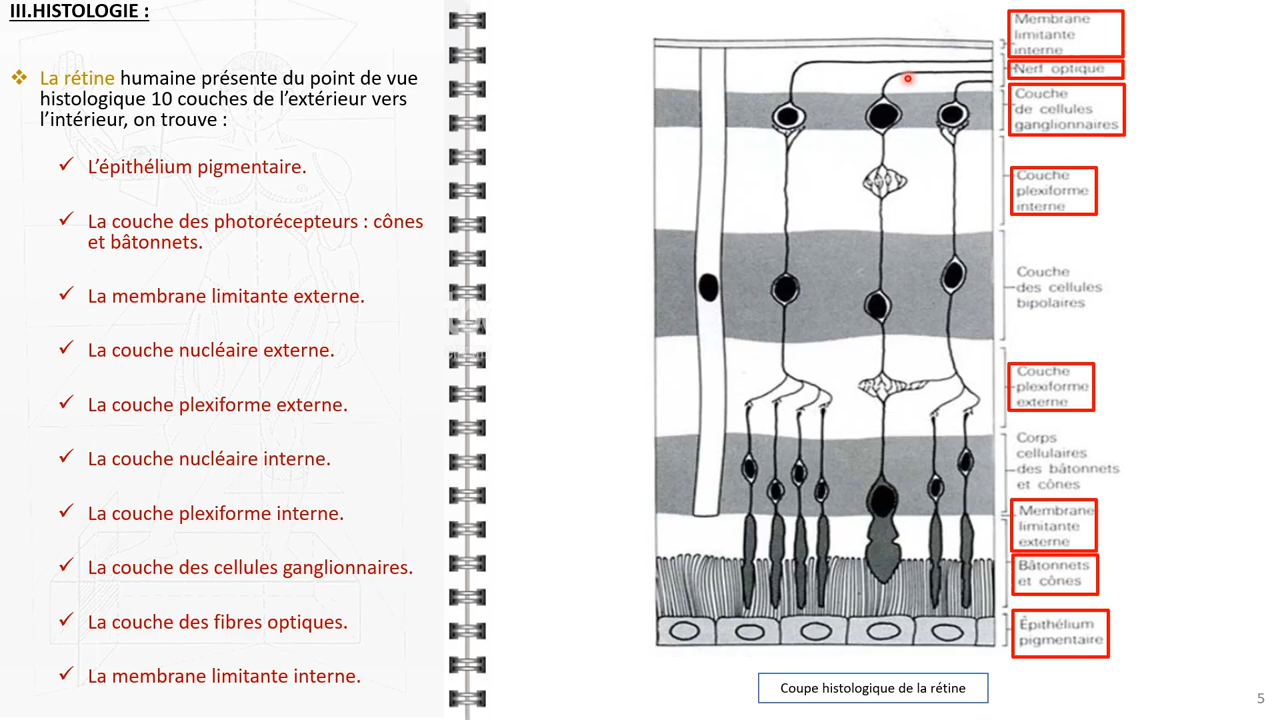 III.HISTOLOGIE :
❖ La rétine humaine présente du point de vue
histologique 10 couches de l’extérieur vers
l’intérieur, on trouve :
✓ L’épithélium pigmentaire.
✓ La couche des photorécepteurs : cônes
et bâtonnets.
✓ La membrane limitante externe.
✓ La couche nucléaire externe.
✓ La couche plexiforme externe.
✓ La couche nucléaire interne.
✓ La couche plexiforme interne.
✓ La couche des cellules ganglionnaires.
✓ La couche des fibres optiques.
✓ La membrane limitante interne.
Membrane
limitante
interne
Nerf optique
Couche
de cellules
ganglionnaires
Couche
plexiforme
interne
Couche
des cellules
bipolaires
Couche
plexiforme
externe
Corps
cellulaires
des bâtonnets
et cônes
Membrane
limitante
externe
Bâtonnets
et cônes
Épithélium
pigmentaire
Coupe histologique de la rétine
5